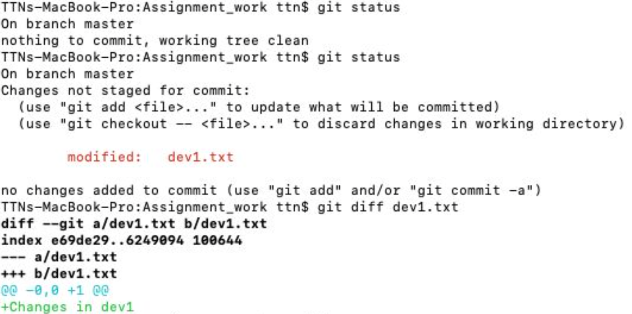 TTNs-MacBook-Pro:Assignment_work ttn$ git status
On branch master
nothing to commit, working tree clean
TTNs-MacBook-Pro:Assignment_work ttn$ git status
On branch master
Changes not staged for commit:
  (use "git add <file>..." to update what will be committed)
  (use "git checkout -- <file>..." to discard changes in working directory)
        modified:   dev1.txt
no changes added to commit (use "git add" and/or "git commit -a")
TTNs-MacBook-Pro:Assignment_work ttn$ git diff dev1.txt
diff --git a/dev1.txt b/dev1.txt
index e69de29..6249094 100644
--- a/dev1.txt
+++ b/dev1.txt
@@ -0,0 +1 @@
+Changes in dev1